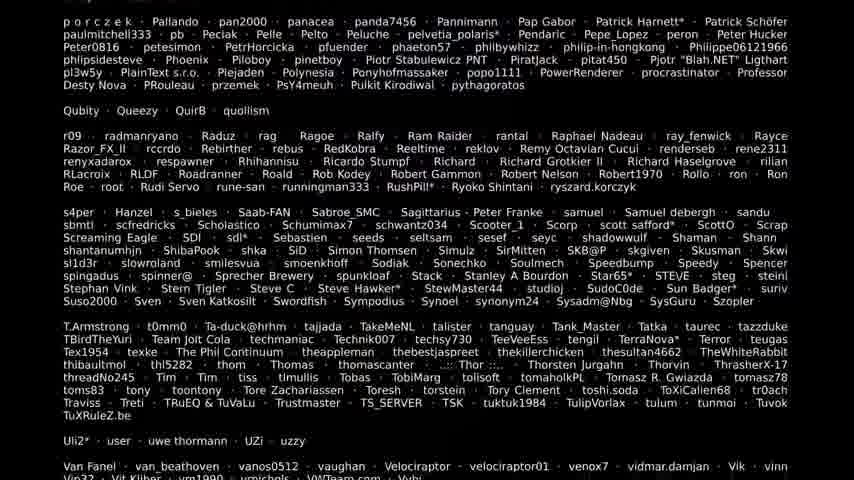 p o r c z e k · Pallando · pan2000 · panacea · panda7456 · Pannimann · Pap Gabor · Patrick Harnett* · Patrick Schöfer
paulmitchell333 · pb · Peciak · Pelle · Pelto · Peluche · pelvetia_polaris* · Pendaric · Pepe_Lopez · peron · Peter Hucker
Peter0816 · petesimon · PetrHorcicka · pfuender · phaeton57 · philbywhizz · philip-in-hongkong · Philippe06121966
phlipsidesteve · Phoenix · Piloboy · pinetboy · Piotr Stabulewicz PNT · PiratJack · pitat450 · Pjotr "Blah.NET" Ligthart
pl3w5y · PlainText s.r.o. · Plejaden · Polynesia · Ponyhofmassaker · popo1111 · PowerRenderer · procrastinator · Professor
Desty Nova · PRouleau · przemek · PsY4meuh · Pulkit Kirodiwal · pythagoratos
Qubity · Queezy · QuirB · quollism
r09 · radmanryano · Raduz · rag · Ragoe · Ralfy · Ram Raider · rantal · Raphael Nadeau · ray_fenwick · Rayce
Razor_FX_II · rccrdo · Rebirther · rebus · RedKobra · Reeltime · reklov · Remy Octavian Cucui · renderseb · rene2311
renyxadarox · respawner · Rhihannisu · Ricardo Stumpf · Richard · Richard Grotkier II · Richard Haselgrove · rilian
RLacroix · RLDF · Roadranner · Roald · Rob Kodey · Robert Gammon · Robert Nelson · Robert1970 · Rollo · ron · Ron
Roe · root · Rudi Servo · rune-san · runningman333 · RushPill* · Ryoko Shintani · ryszard.korczyk
s4per · Hanzel · s_bieles · Saab-FAN · Sabroe_SMC · Sagittarius - Peter Franke · samuel · Samuel debergh · sandu
sbmtl · scfredricks · Scholastico · Schumimax7 · schwantz034 · Scooter_1 · Scorp · scott safford* · ScottO · Scrap
Screaming Eagle · SDI · sdl* · Sebastien · seeds · seltsam · sesef · seyc · shadowwulf · Shaman · Shann
shantanumhjn · ShibaPook · shka · SiD · Simon Thomsen · Simulz · SirMitten · SKB@P · skgiven · Skusman · Skwi
sl1d3r · slowroland · smilesvua · smoenkhoff · Sodiak · Sonechko · Soulmech · Speedbump · Speedy · Spencer
spingadus · spinner@ · Sprecher Brewery · spunkloaf · Stack · Stanley A Bourdon · Star65* · STE\/E · steg · steini
Stephan Vink · Stern Tigler · Steve C · Steve Hawker* · StewMaster44 · studioj · SudoC0de · Sun Badger* · suriv
Suso2000 · Sven · Sven Katkosilt · Swordfish · Sympodius · Synoel · synonym24 · Sysadm@Nbg · SysGuru · Szopler
T.Armstrong · t0mm0 · Ta-duck@hrhm · tajjada · TakeMeNL · talister · tanguay · Tank_Master · Tatka · taurec · tazzduke
TBirdTheYuri · Team Jolt Cola · techmaniac · Technik007 · techsy730 · TeeVeeEss · tengil · TerraNova* · Terror · teugas
Tex1954 · texke · The Phil Continuum · theappleman · thebestjaspreet · thekillerchicken · thesultan4662 · TheWhIteRabbit
thibaultmol · thl5282 · thom · Thomas · thomascanter · ..:: Thor ::.. · Thorsten Jurgahn · Thorvin · ThrasherX-17
threadNo245 · Tim · Tim · tiss · tlmullis · Tobas · TobiMarg · tolisoft · tomaholkPL · Tomasz R. Gwiazda · tomasz78
toms83 · tony · toontony · Tore Zachariassen · Toresh · torstein · Tory Clement · toshi.soda · ToXiCalien68 · tr0ach
Traviss · Treti · TRuEQ & TuVaLu · Trustmaster · TS_SERVER · TSK · tuktuk1984 · TulipVorlax · tulum · tunmoi · Tuvok
TuXRuleZ.be
Uli2* · user · uwe thormann · UZi · uzzy
Van Fanel · van_beathoven · vanos0512 · vaughan · Velociraptor · velociraptor01 · venox7 · vidmar.damjan · Vik · vinn